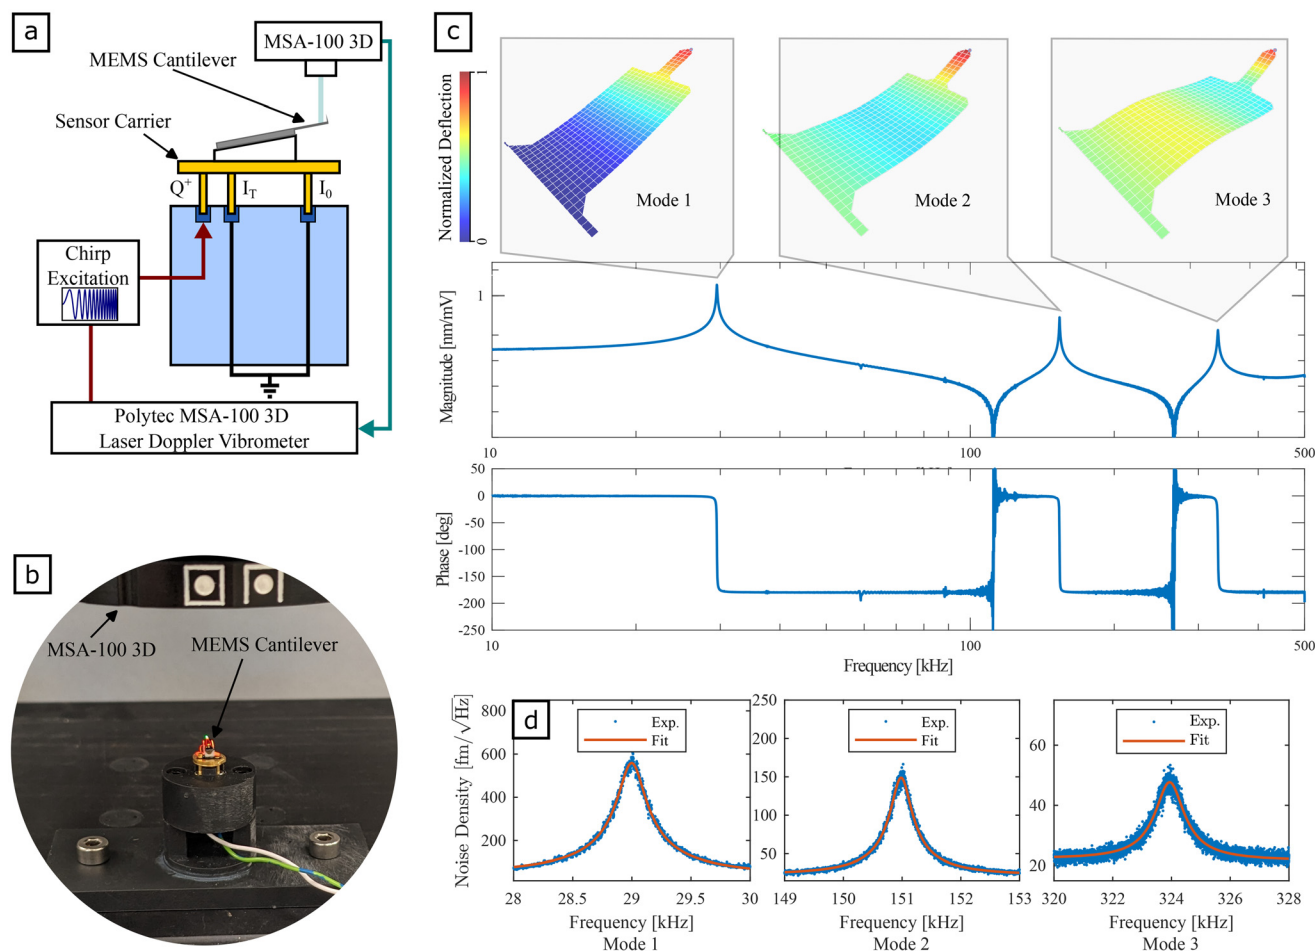 a
MSA-100 3D
MEMS Cantilever
Sensor Carrier
Q+
I_T
I_0
Chirp
Excitation
Polytec MSA-100 3D
Laser Doppler Vibrometer
b
MSA-100 3D
MEMS Cantilever
c
Normalized Deflection
1
0
Mode 1
Mode 2
Mode 3
Magnitude [nm/mV]
1
10
100
500
Phase [deg]
50
0
-50
-100
-150
-200
-250
10
100
500
Frequency [kHz]
d
Noise Density [fm/√Hz]
800
600
400
200
Exp.
Fit
28
28.5
29
29.5
30
Frequency [kHz]
Mode 1
250
200
150
100
50
Exp.
Fit
149
150
151
152
153
Frequency [kHz]
Mode 2
60
40
20
Exp.
Fit
320
322
324
326
328
Frequency [kHz]
Mode 3